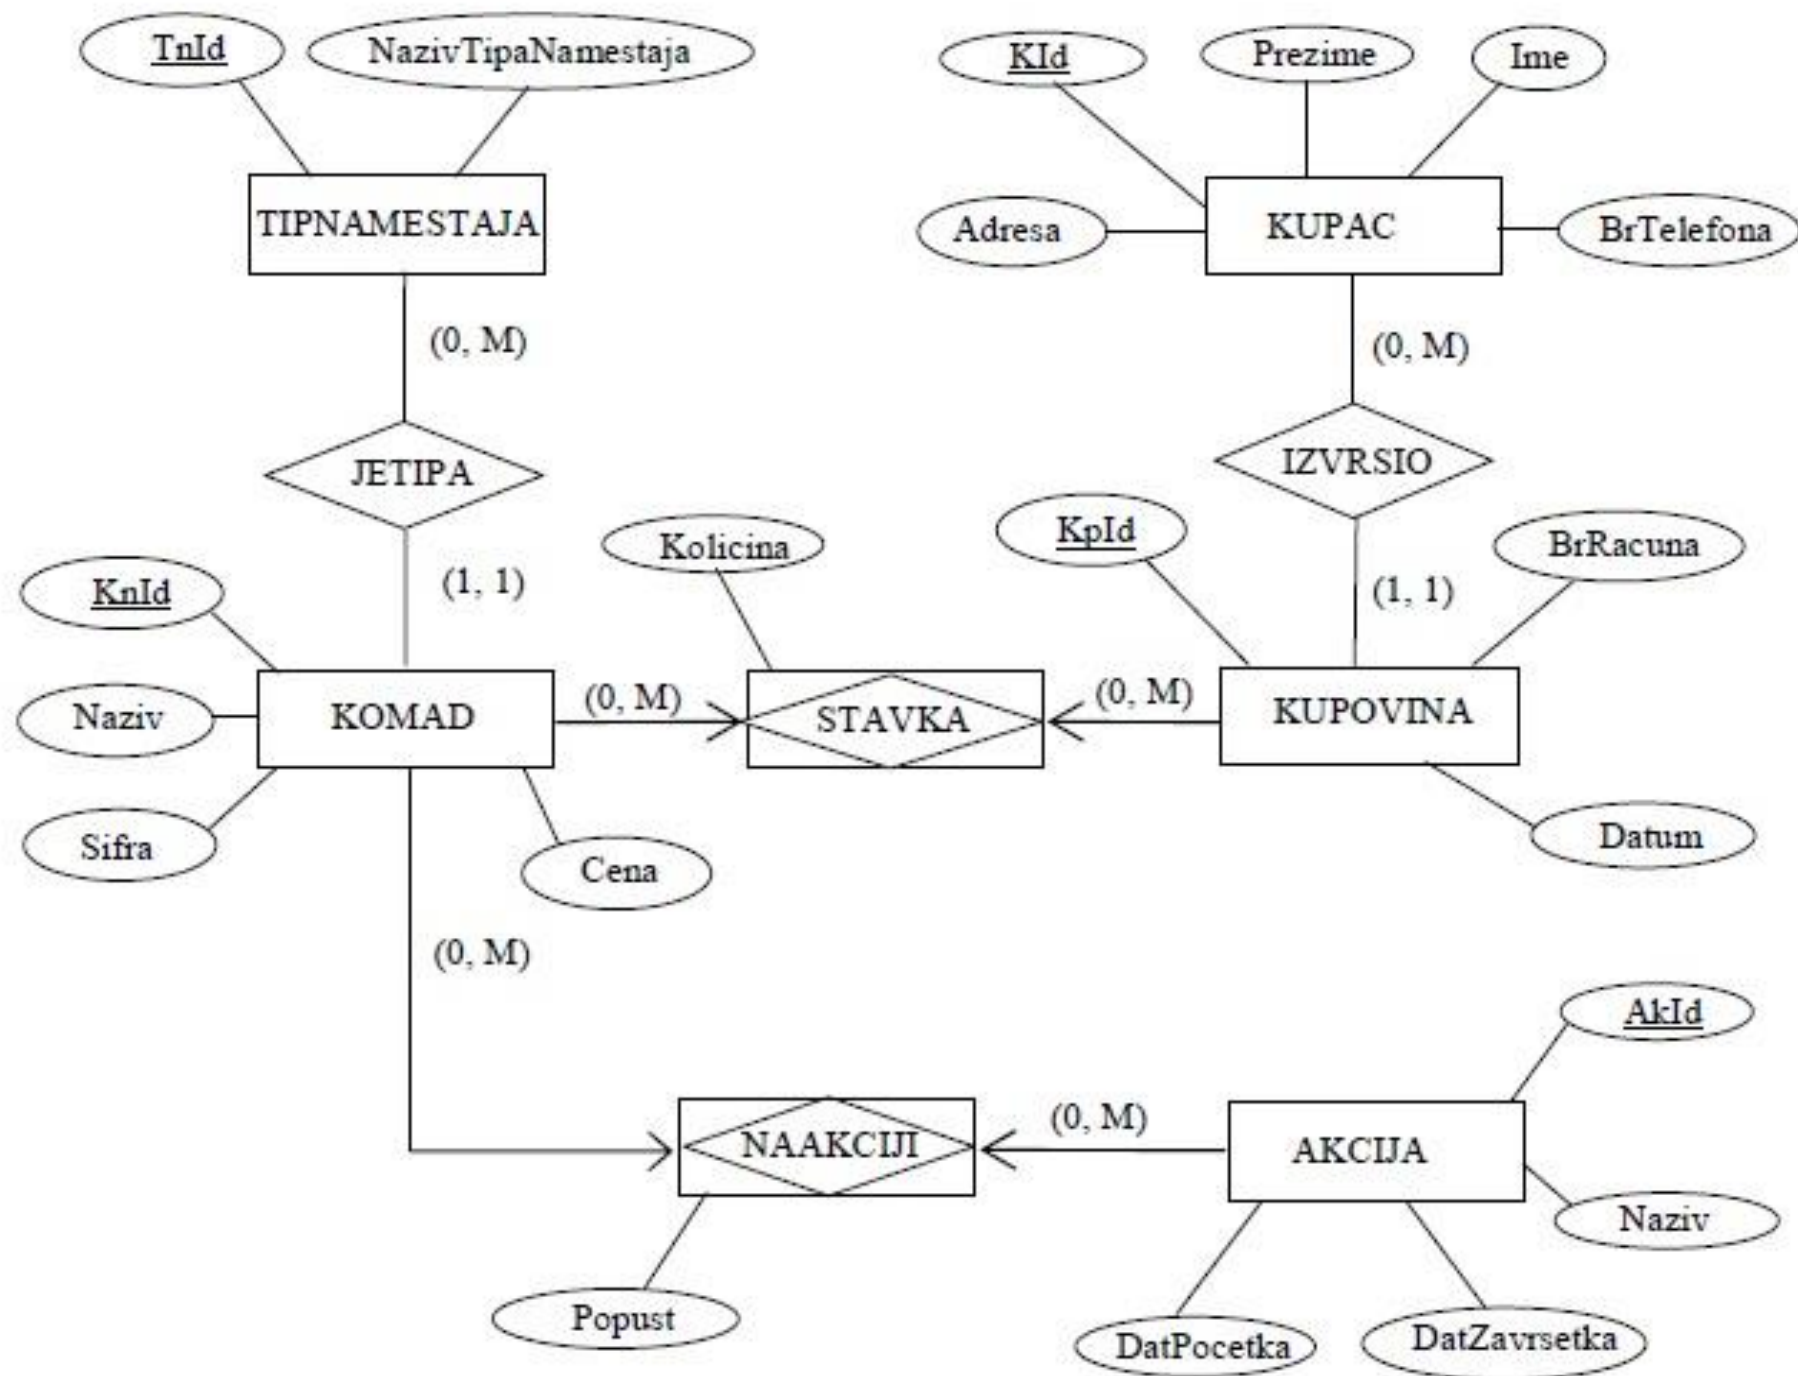 TnId
NazivTipaNamestaja
KId
Prezime
Ime
TIPNAMESTAJA
Adresa
KUPAC
BrTelefona
(0, M)
(0, M)
JETIPA
IZVRSIO
Kolicina
KpId
BrRacuna
KnId
(1, 1)
(1, 1)
Naziv
KOMAD
(0, M)
STAVKA
(0, M)
KUPOVINA
Sifra
Cena
Datum
(0, M)
AkId
NAAKCIJI
(0, M)
AKCIJA
Naziv
Popust
DatPocetka
DatZavrsetka